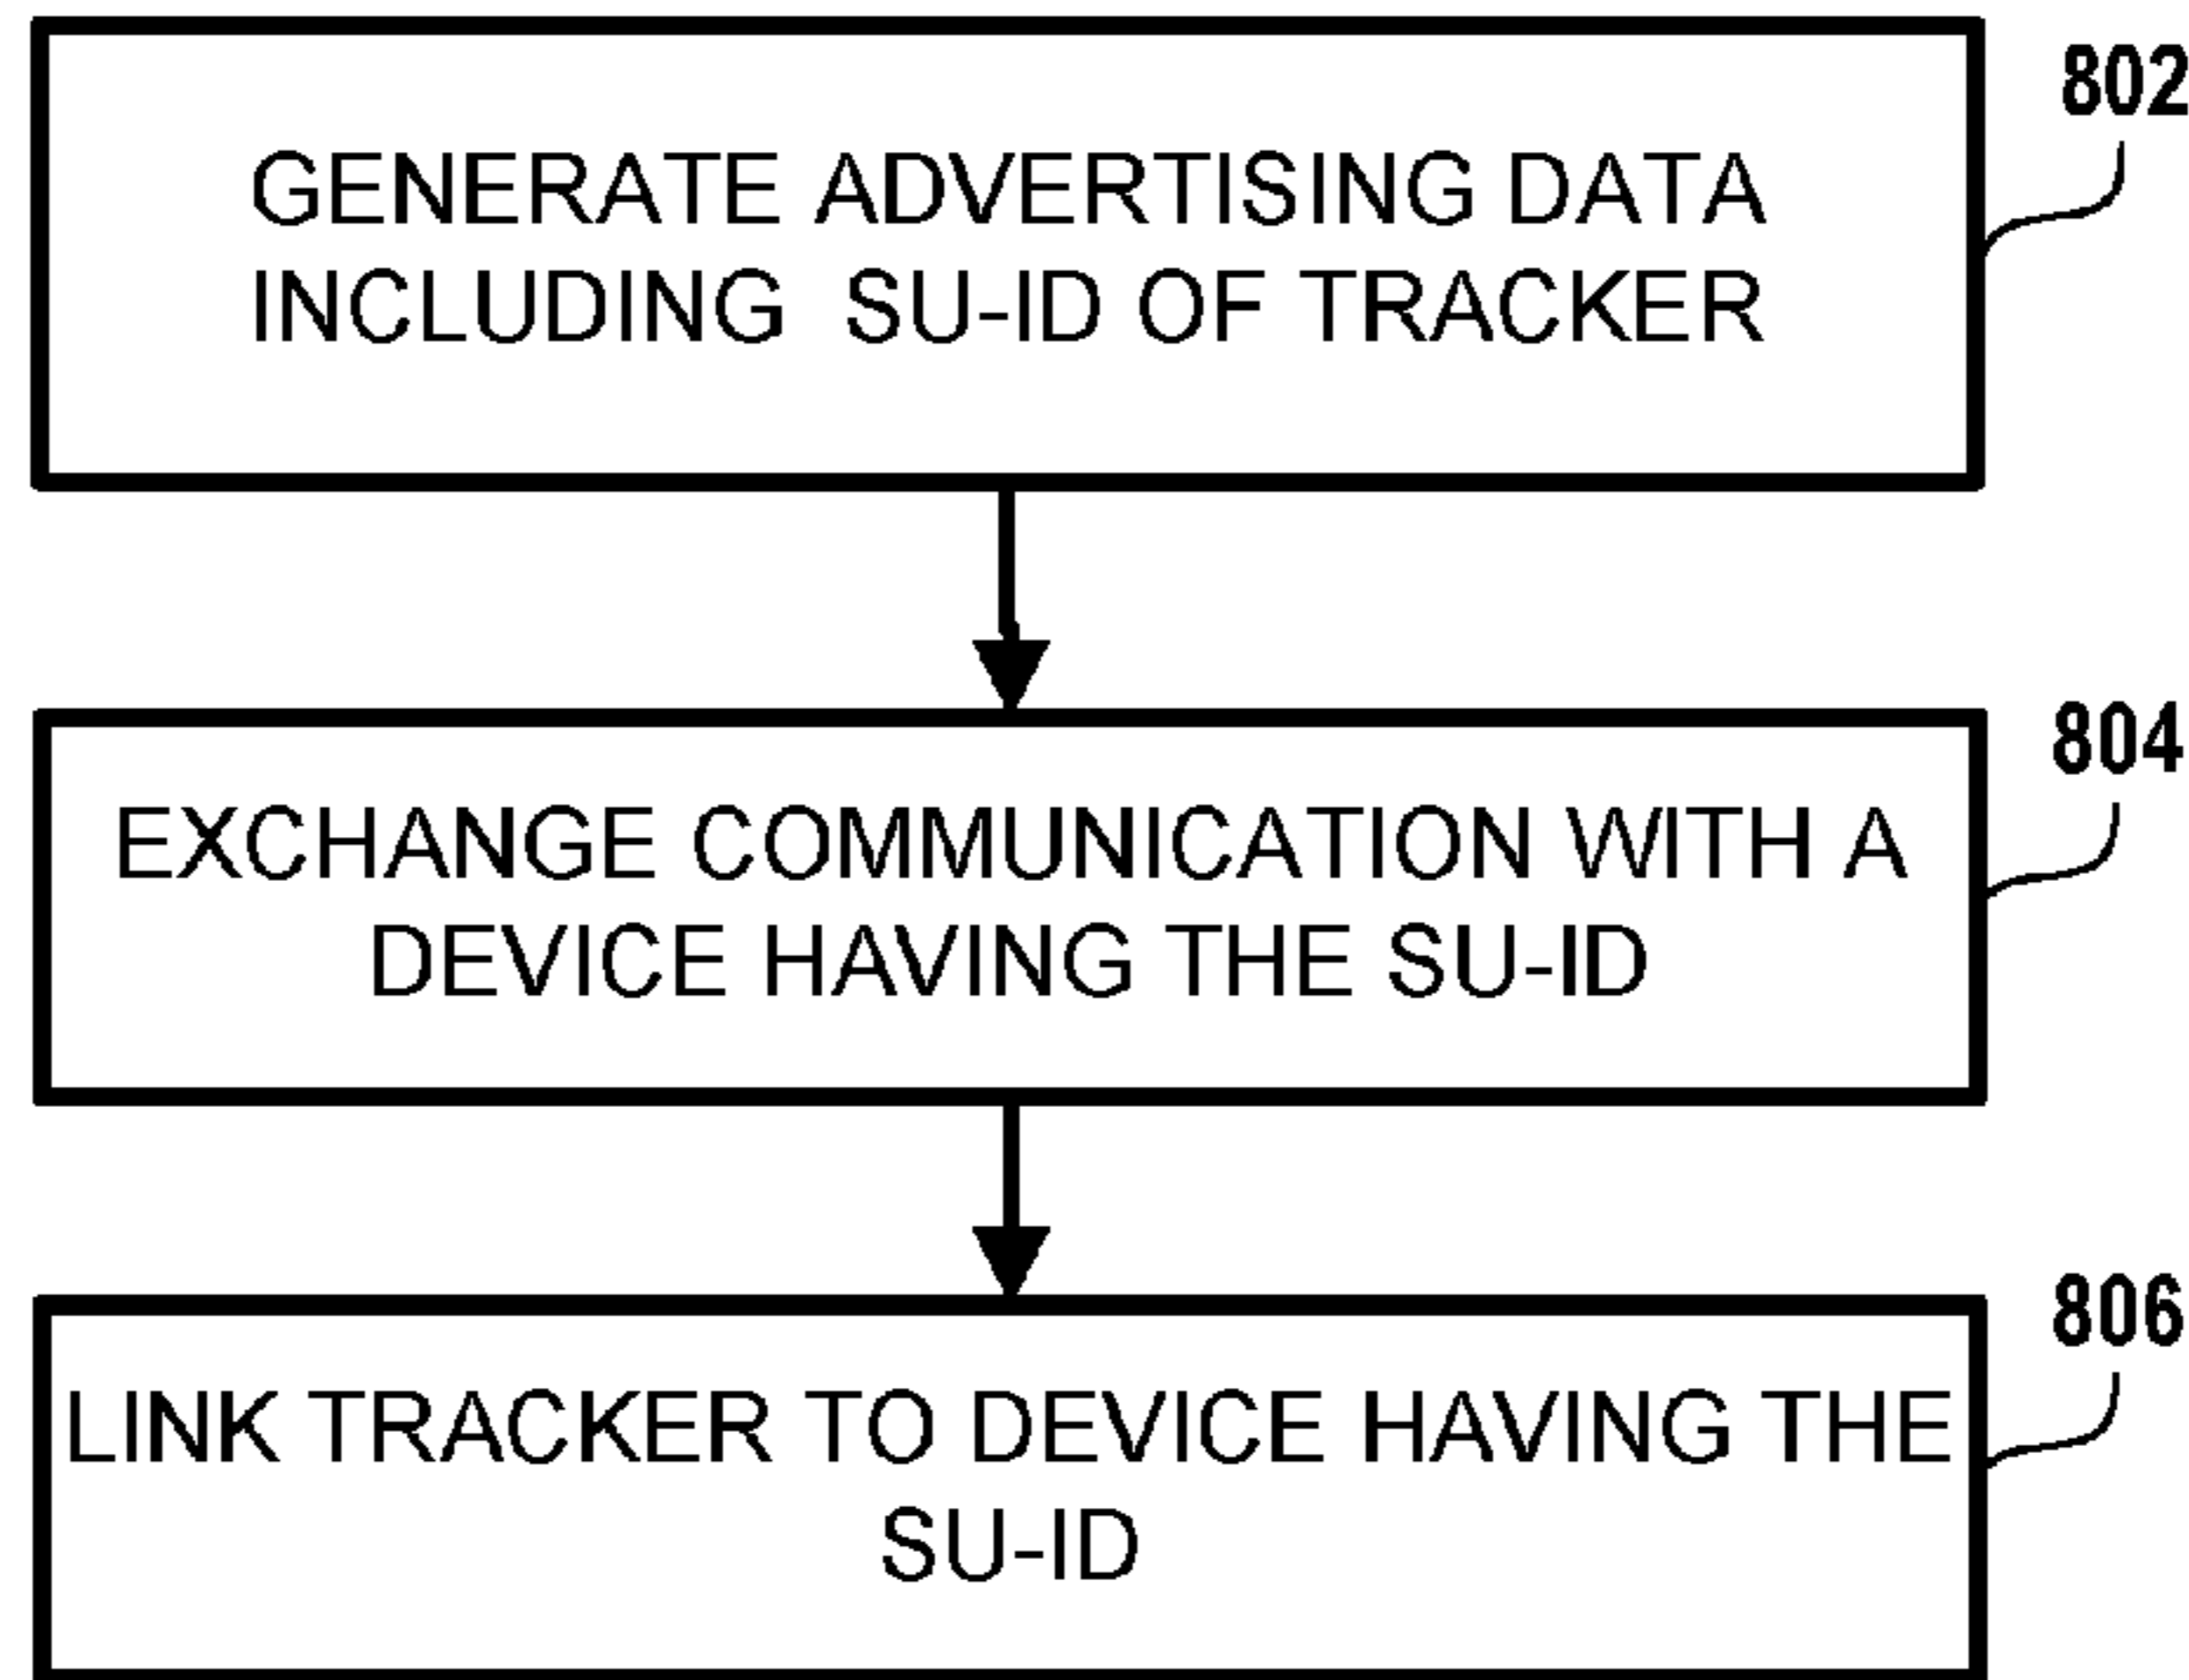 802
GENERATE ADVERTISING DATA
INCLUDING SU-ID OF TRACKER
804
EXCHANGE COMMUNICATION WITH A
DEVICE HAVING THE SU-ID
806
LINK TRACKER TO DEVICE HAVING THE
SU-ID